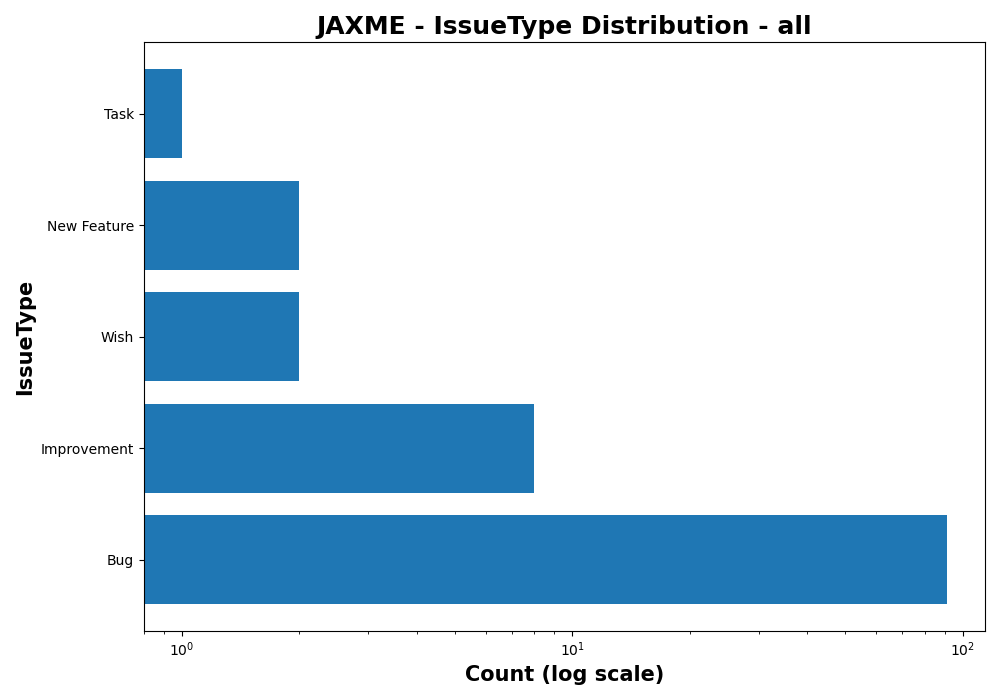 JAXME - IssueType Distribution - all
Task
New Feature
Wish
Improvement
Bug
IssueType
10⁰
10¹
10²
Count (log scale)